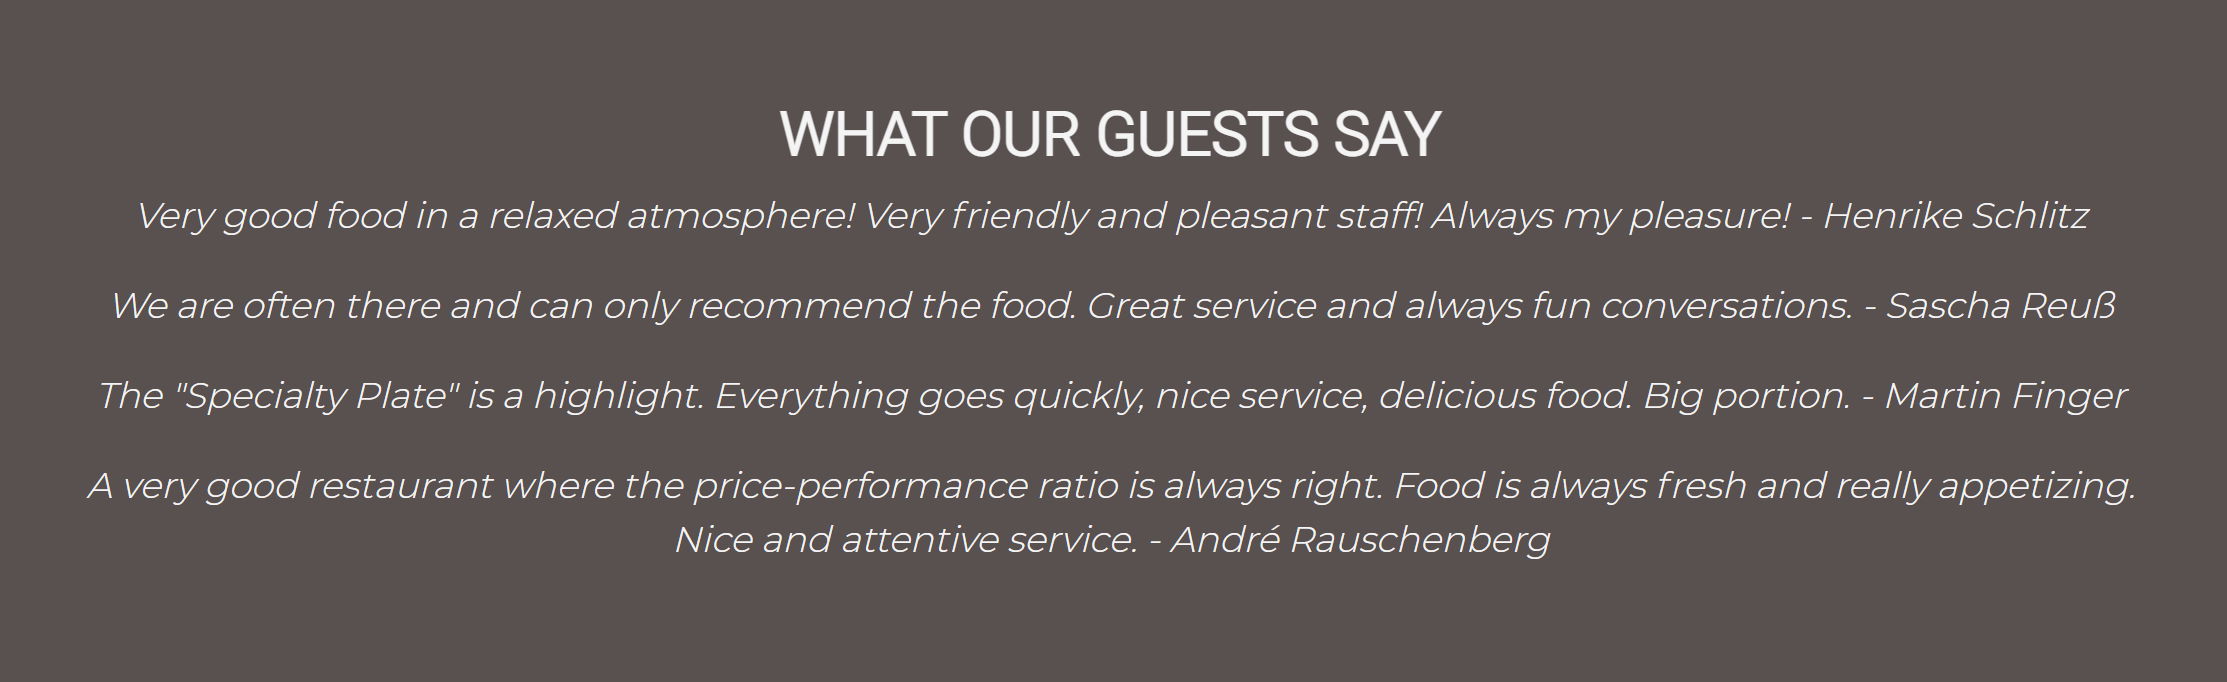 WHAT OUR GUESTS SAY
Very good food in a relaxed atmosphere! Very friendly and pleasant staff! Always my pleasure! - Henrike Schlitz
We are often there and can only recommend the food. Great service and always fun conversations. - Sascha Reuß
The "Specialty Plate" is a highlight. Everything goes quickly, nice service, delicious food. Big portion. - Martin Finger
A very good restaurant where the price-performance ratio is always right. Food is always fresh and really appetizing.
Nice and attentive service. - André Rauschenberg